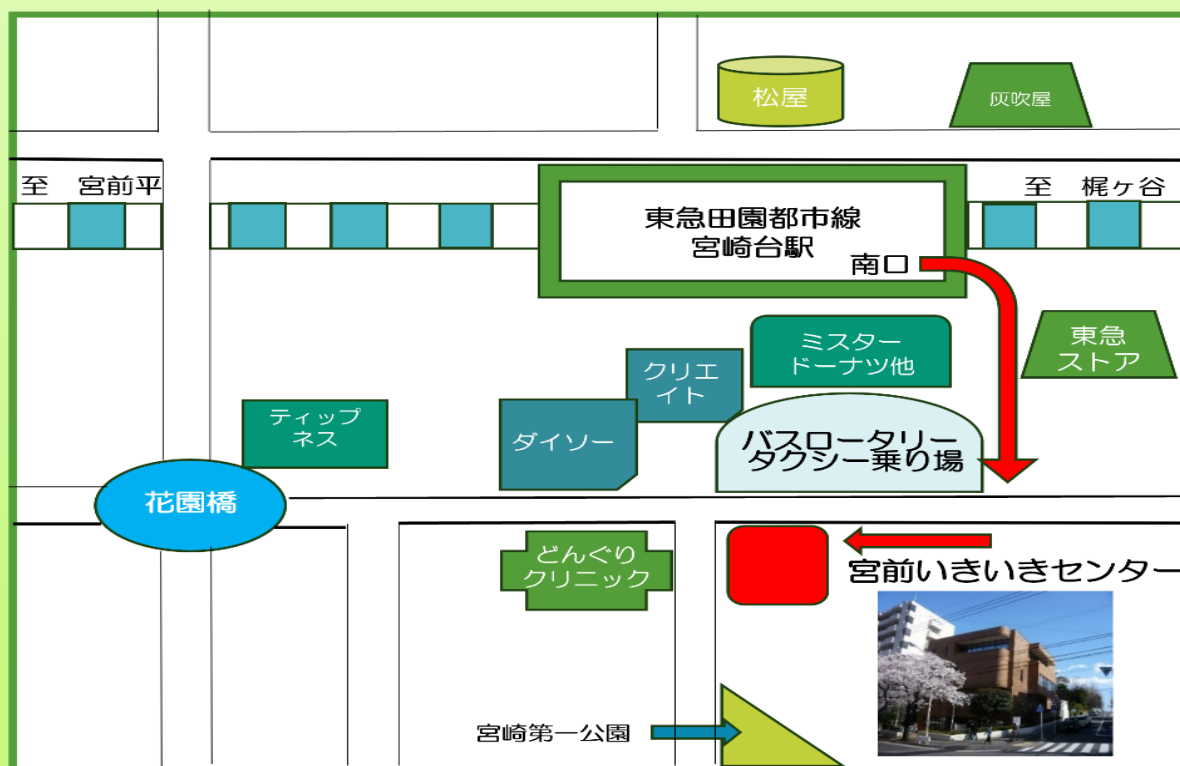 松屋
灰吹屋
至 宮前平
至 梶ヶ谷
東急田園都市線
宮崎台駅
南口
ミスター
ドーナツ他
東急
ストア
クリエ
イト
ティップ
ネス
ダイソー
バスロータリー
タクシー乗り場
花園橋
どんぐり
クリニック
宮前いきいきセンター
宮崎第一公園